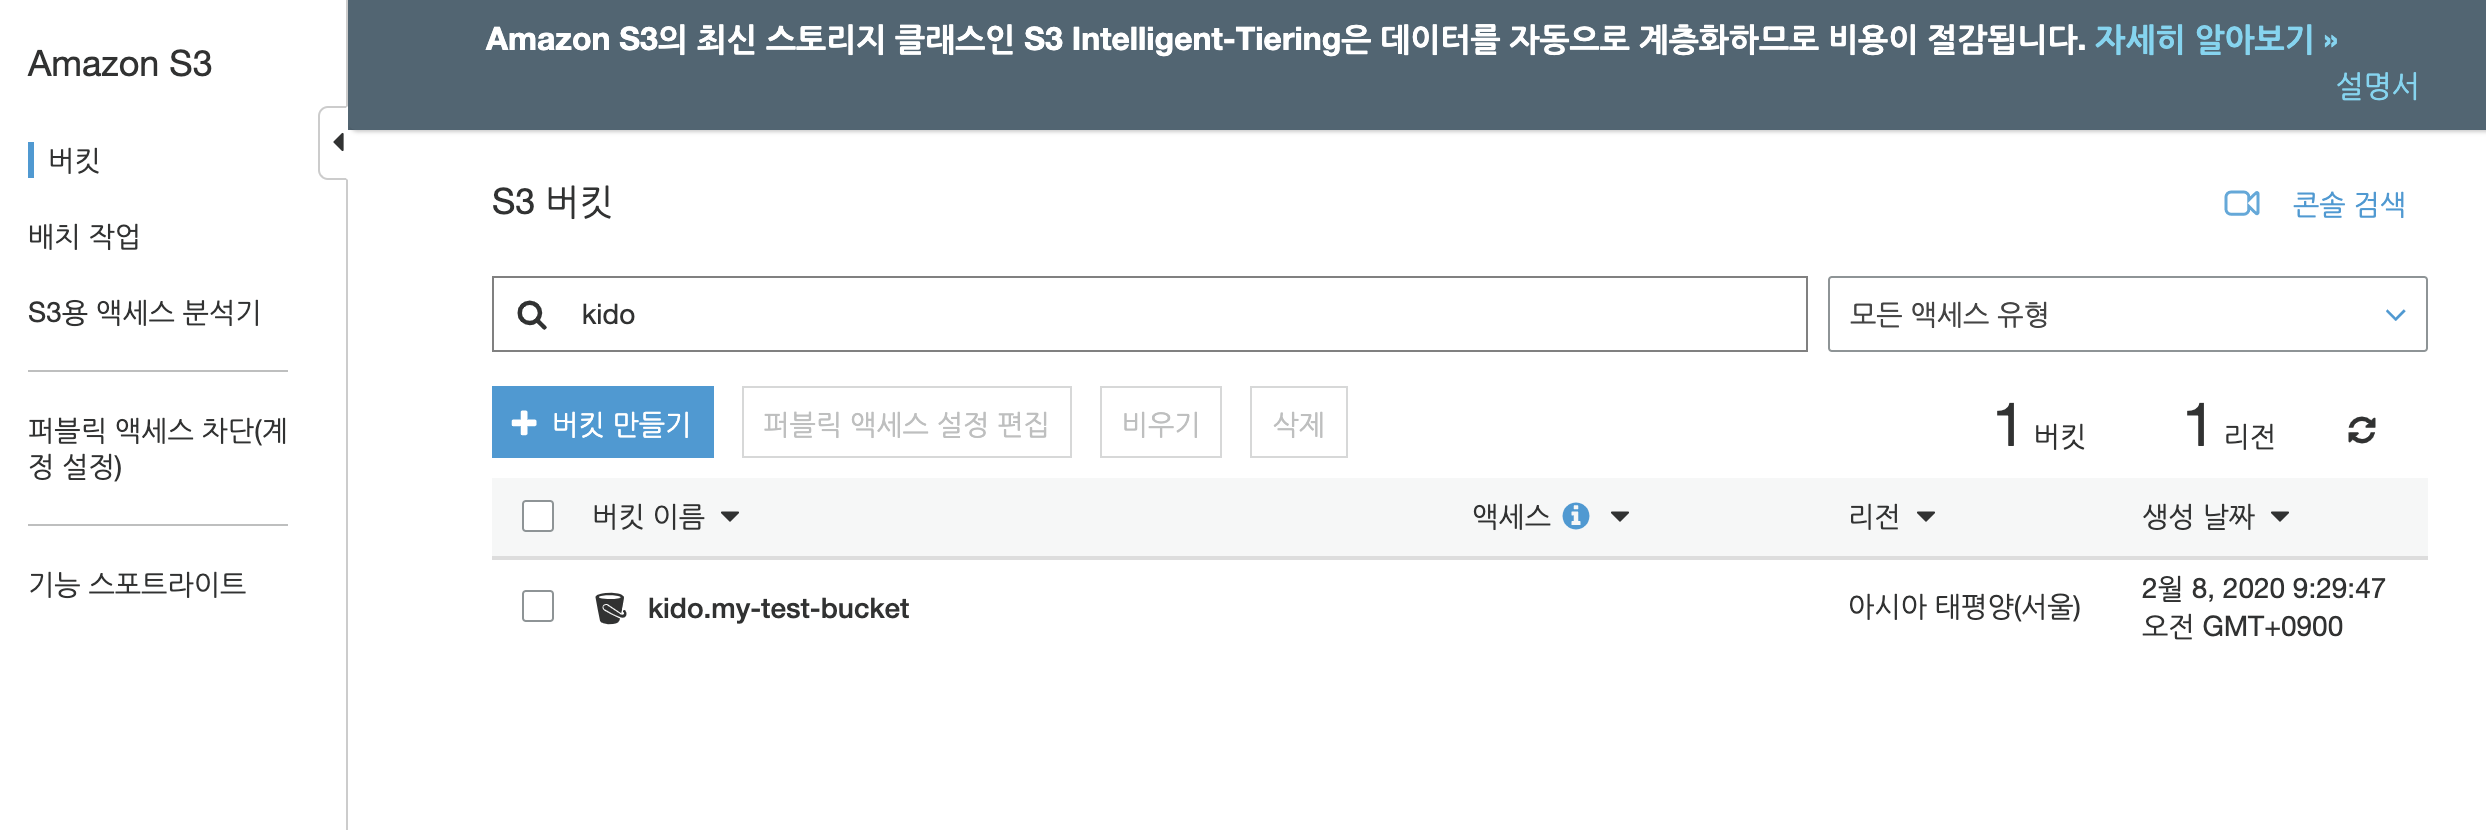 Amazon S3
버킷
배치 작업
S3용 액세스 분석기
퍼블릭 액세스 차단(계
정 설정)
기능 스포트라이트
Amazon S3의 최신 스토리지 클래스인 S3 Intelligent-Tiering은 데이터를 자동으로 계층화하므로 비용이 절감됩니다. 자세히 알아보기 »
설명서
S3 버킷
콘솔 검색
kido
모든 액세스 유형
버킷 만들기
퍼블릭 액세스 설정 편집
비우기
삭제
1 버킷
1 리전
버킷 이름
액세스
리전
생성 날짜
kido.my-test-bucket
아시아 태평양(서울)
2월 8, 2020 9:29:47
오전 GMT+0900